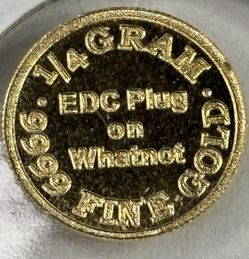 1/4 GRAM
EDC Plug
on
Whatnot
.9999 FINE GOLD.